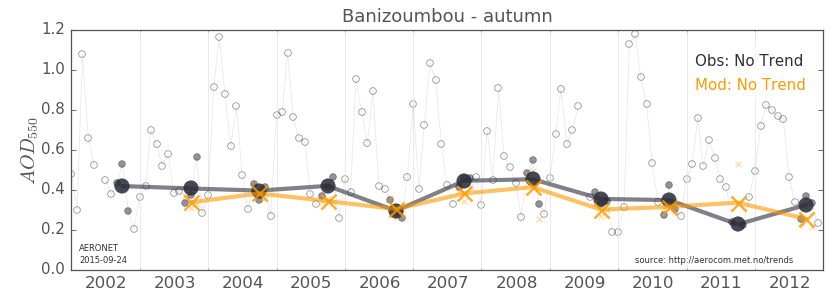 Banizoumbou - autumn
1.2
1.0
0.8
0.6
0.4
0.2
0.0
AOD550
Obs: No Trend
Mod: No Trend
AERONET
2015-09-24
source: http://aerocom.met.no/trends
2002 2003 2004 2005 2006 2007 2008 2009 2010 2011 2012